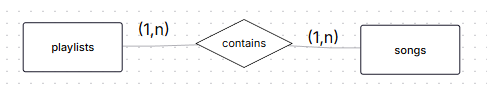 playlists
(1,n)
contains
(1,n)
songs